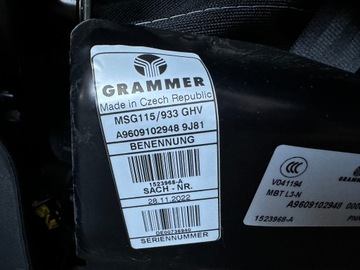 GRAMMER
Made in Czech Republic
MSG115/933 GHV
A9609102948 9J81
BENENNUNG
1523968-A
SACH - NR.
28.11.2022
SERIENNUMMER
CCC
V041194
MBT L3-N
A9609102948
1523968-A